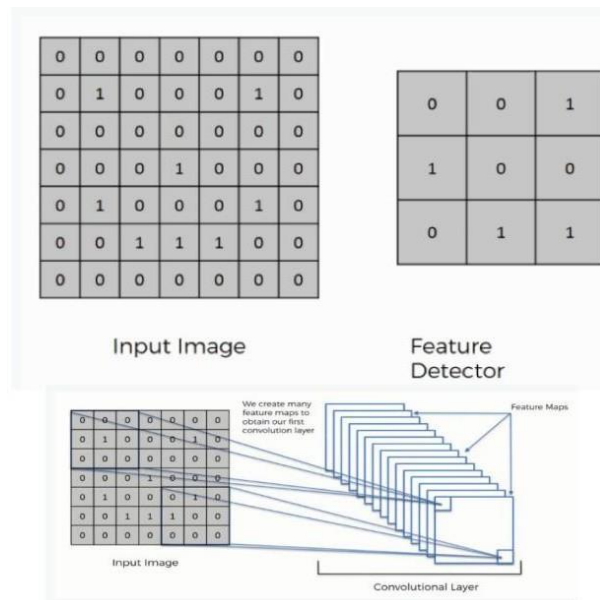 0 0 0 0 0 0 0
0 1 0 0 0 1 0
0 0 0 0 0 0 0
0 0 0 1 0 0 0
0 1 0 0 0 1 0
0 0 1 1 1 0 0
0 0 0 0 0 0 0
Input Image
0 0 1
1 0 0
0 1 1
Feature
Detector
0 0 0 0 0 0 0
0 1 0 0 0 1 0
0 0 0 0 0 0 0
0 0 0 1 0 0 0
0 1 0 0 0 1 0
0 0 1 1 1 0 0
0 0 0 0 0 0 0
Input Image
We create many
feature maps to
obtain our first
convolution layer
Feature Maps
Convolutional Layer